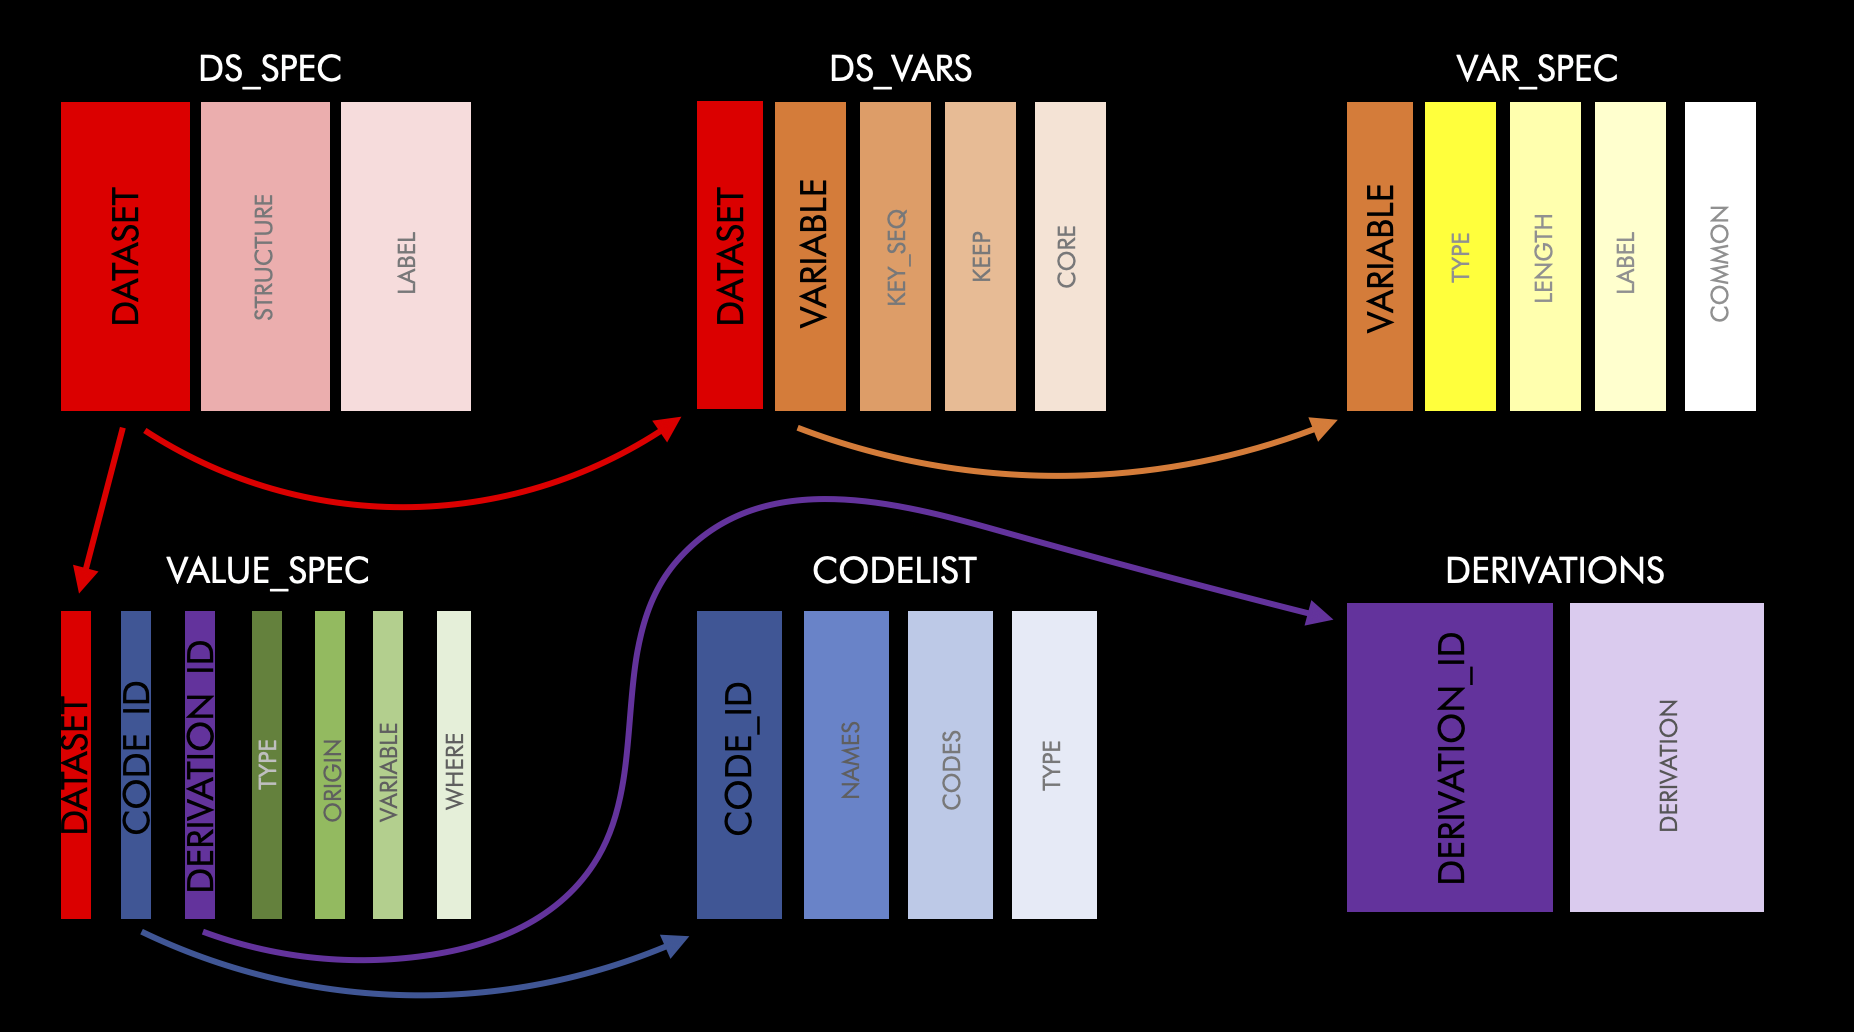 DS_SPEC
DATASET
STRUCTURE
LABEL
DS_VARS
DATASET
VARIABLE
KEY_SEQ
KEEP
CORE
VAR_SPEC
VARIABLE
TYPE
LENGTH
LABEL
COMMON
VALUE_SPEC
DATASET
CODE_ID
DERIVATION_ID
TYPE
ORIGIN
VARIABLE
WHERE
CODELIST
CODE_ID
NAMES
CODES
TYPE
DERIVATIONS
DERIVATION_ID
DERIVATION